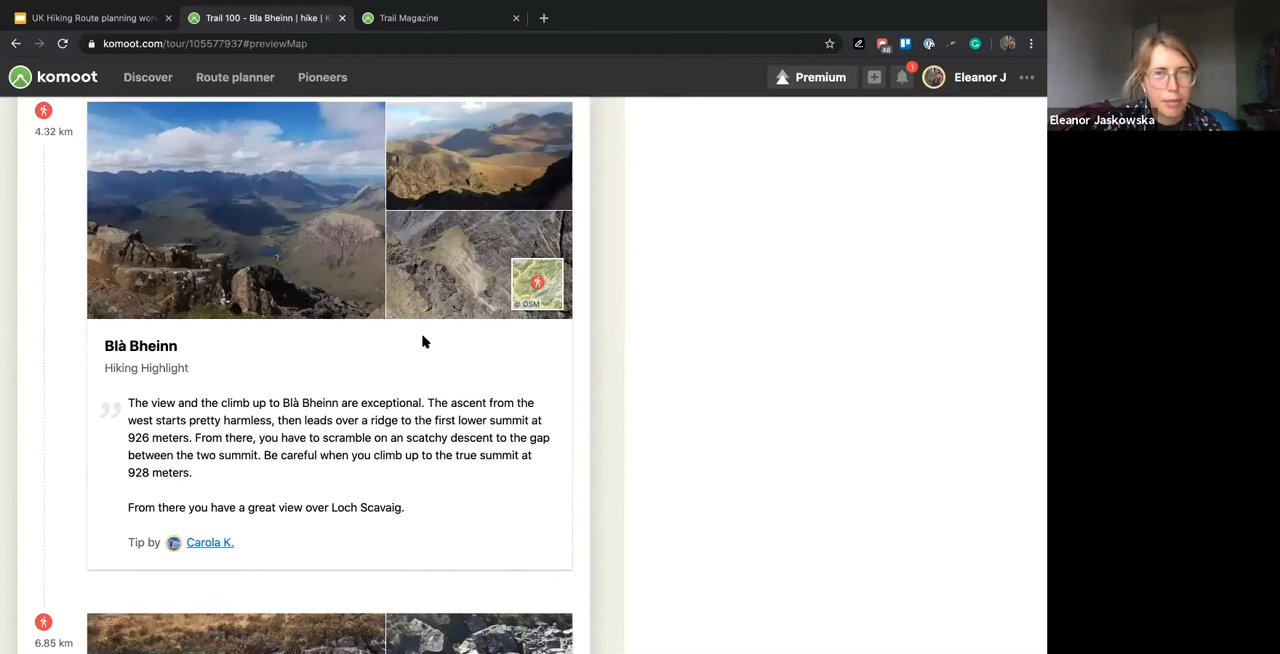 UK Hiking Route planning wor
Trail 100 - Bla Bheinn | hike | K
Trail Magazine
komoot.com/tour/105577937#previewMap
48
komoot
Discover
Route planner
Pioneers
Premium
1
Eleanor J
Eleanor Jaskowska
4.32 km
© OSM
Blà Bheinn
Hiking Highlight
The view and the climb up to Blà Bheinn are exceptional. The ascent from the
west starts pretty harmless, then leads over a ridge to the first lower summit at
926 meters. From there, you have to scramble on an scatchy descent to the gap
between the two summit. Be careful when you climb up to the true summit at
928 meters.
From there you have a great view over Loch Scavaig.
Tip by Carola K.
6.85 km